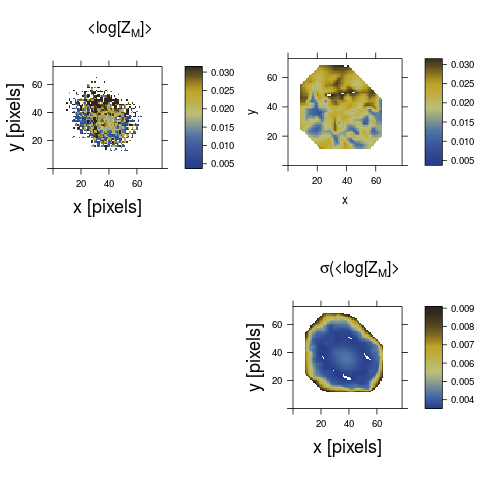 <log[Z_M]>
y [pixels]
60
40
20
20 40 60
x [pixels]
0.030
0.025
0.020
0.015
0.010
0.005
y
60
40
20
20 40 60
x
0.030
0.025
0.020
0.015
0.010
0.005
σ(<log[Z_M]>
y [pixels]
60
40
20
20 40 60
x [pixels]
0.009
0.008
0.007
0.006
0.005
0.004